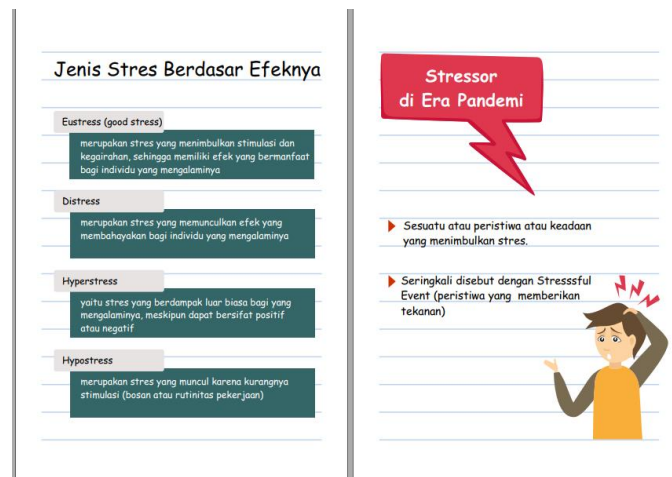 Jenis Stres Berdasar Efeknya
Eustress (good stress)
merupakan stres yang menimbulkan stimulasi dan
kegairahan, sehingga memiliki efek yang bermanfaat
bagi individu yang mengalaminya
Distress
merupakan stres yang memunculkan efek yang
membahayakan bagi individu yang mengalaminya
Hyperstress
yaitu stres yang berdampak luar biasa bagi yang
mengalaminya, meskipun dapat bersifat positif
atau negatif
Hypostress
merupakan stres yang muncul karena kurangnya
stimulasi (bosan atau rutinitas pekerjaan)
Stressor
di Era Pandemi
Sesuatu atau peristiwa atau keadaan
yang menimbulkan stres.
Seringkali disebut dengan Stresssful
Event (peristiwa yang memberikan
tekanan)